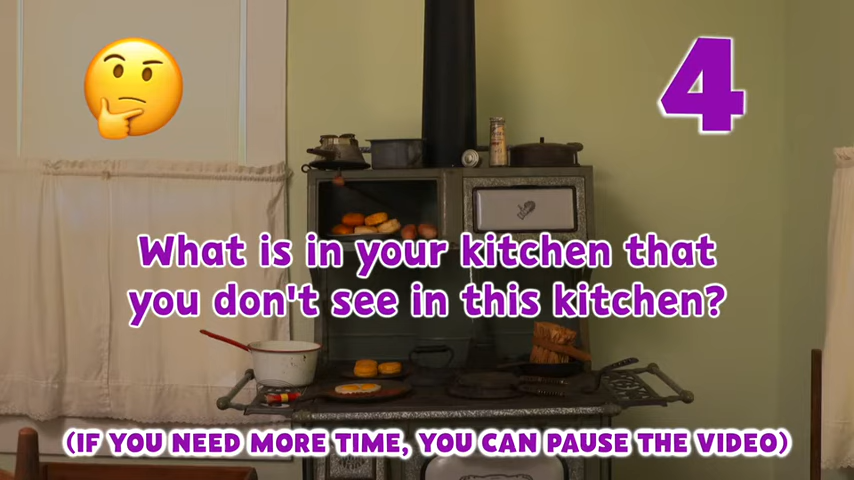 4
What is in your kitchen that
you don't see in this kitchen?
(IF YOU NEED MORE TIME, YOU CAN PAUSE THE VIDEO)